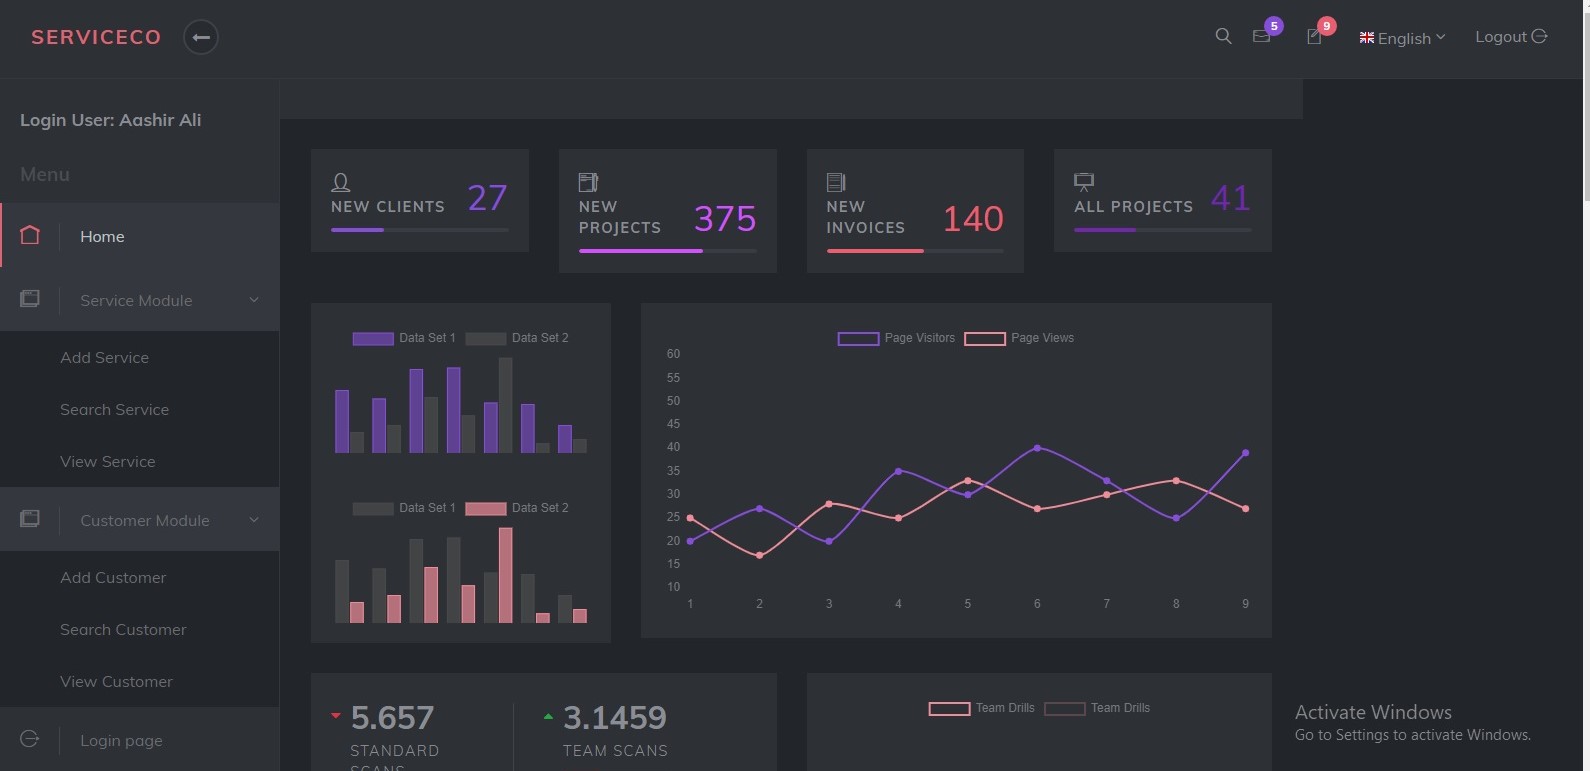 SERVICECO
5
9
English
Logout
Login User: Aashir Ali
Menu
Home
Service Module
Add Service
Search Service
View Service
Customer Module
Add Customer
Search Customer
View Customer
Login page
NEW CLIENTS
27
NEW
PROJECTS
375
NEW
INVOICES
140
ALL PROJECTS
41
Data Set 1 Data Set 2
Data Set 1 Data Set 2
Page Visitors Page Views
60
55
50
45
40
35
30
25
20
15
10
1 2 3 4 5 6 7 8 9
5.657
STANDARD
SCANS
3.1459
TEAM SCANS
Team Drills Team Drills
Activate Windows
Go to Settings to activate Windows.